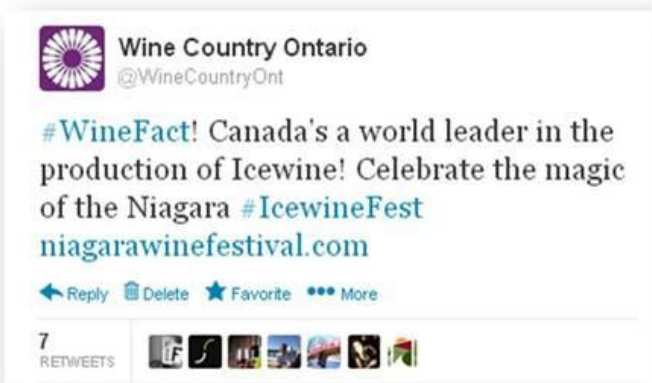 Wine Country Ontario
@WineCountryOnt
#WineFact! Canada's a world leader in the
production of Icewine! Celebrate the magic
of the Niagara #IcewineFest
niagarawinefestival.com
Reply Delete Favorite More
7
RETWEETS